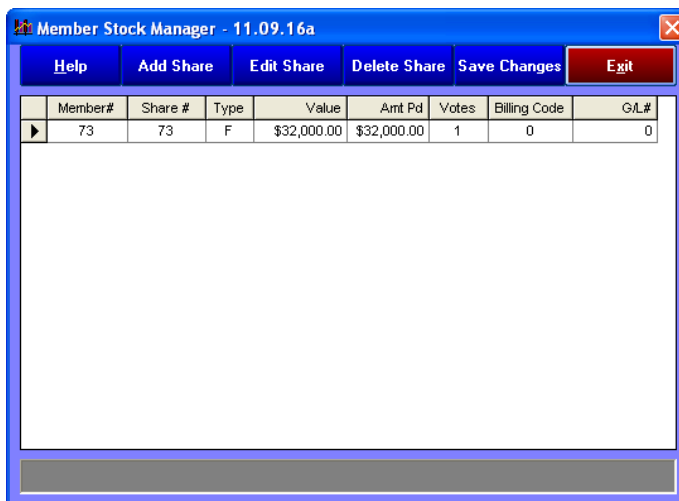 Member Stock Manager - 11.09.16a
Help Add Share Edit Share Delete Share Save Changes Exit
Member# Share # Type Value Amt Pd Votes Billing Code G/L#
73 73 F $32,000.00 $32,000.00 1 0 0